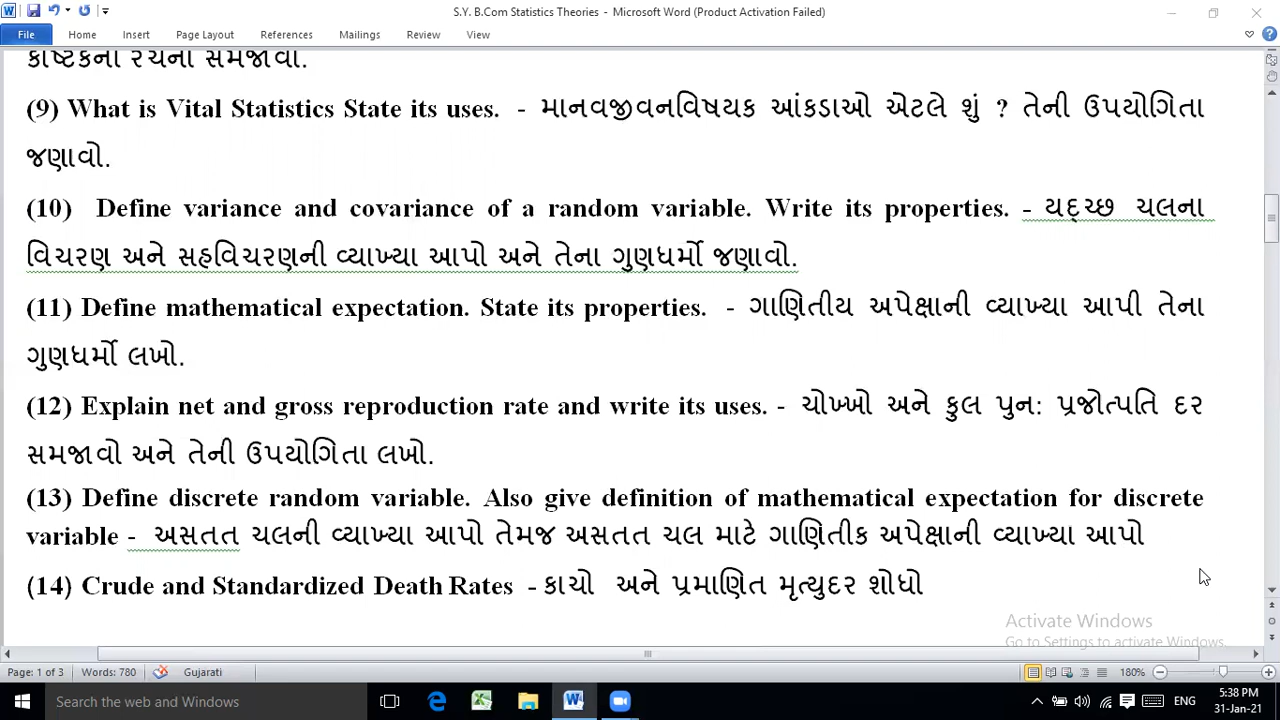 S.Y. B.Com Statistics Theories - Microsoft Word (Product Activation Failed)
File Home Insert Page Layout References Mailings Review View
કોષ્ટકની રચના સમજાવો.
(9) What is Vital Statistics State its uses. - માનવજીવનવિષયક આંકડાઓ એટલે શું ? તેની ઉપયોગિતા
જણાવો.
(10) Define variance and covariance of a random variable. Write its properties. - યદ્ચ્છ ચલના
વિચરણ અને સહવિચરણની વ્યાખ્યા આપો અને તેના ગુણધર્મો જણાવો.
(11) Define mathematical expectation. State its properties. - ગાણિતીય અપેક્ષાની વ્યાખ્યા આપી તેના
ગુણધર્મો લખો.
(12) Explain net and gross reproduction rate and write its uses. - ચોખ્ખો અને કુલ પુન: પ્રજોત્પતિ દર
સમજાવો અને તેની ઉપયોગિતા લખો.
(13) Define discrete random variable. Also give definition of mathematical expectation for discrete
variable - અસતત ચલની વ્યાખ્યા આપો તેમજ અસતત ચલ માટે ગાણિતીક અપેક્ષાની વ્યાખ્યા આપો
(14) Crude and Standardized Death Rates - કાચો અને પ્રમાણિત મૃત્યુદર શોધો
Activate Windows
Go to Settings to activate Windows.
Page: 1 of 3 Words: 780 Gujarati 180%
Search the web and Windows ENG 5:38 PM
31-Jan-21